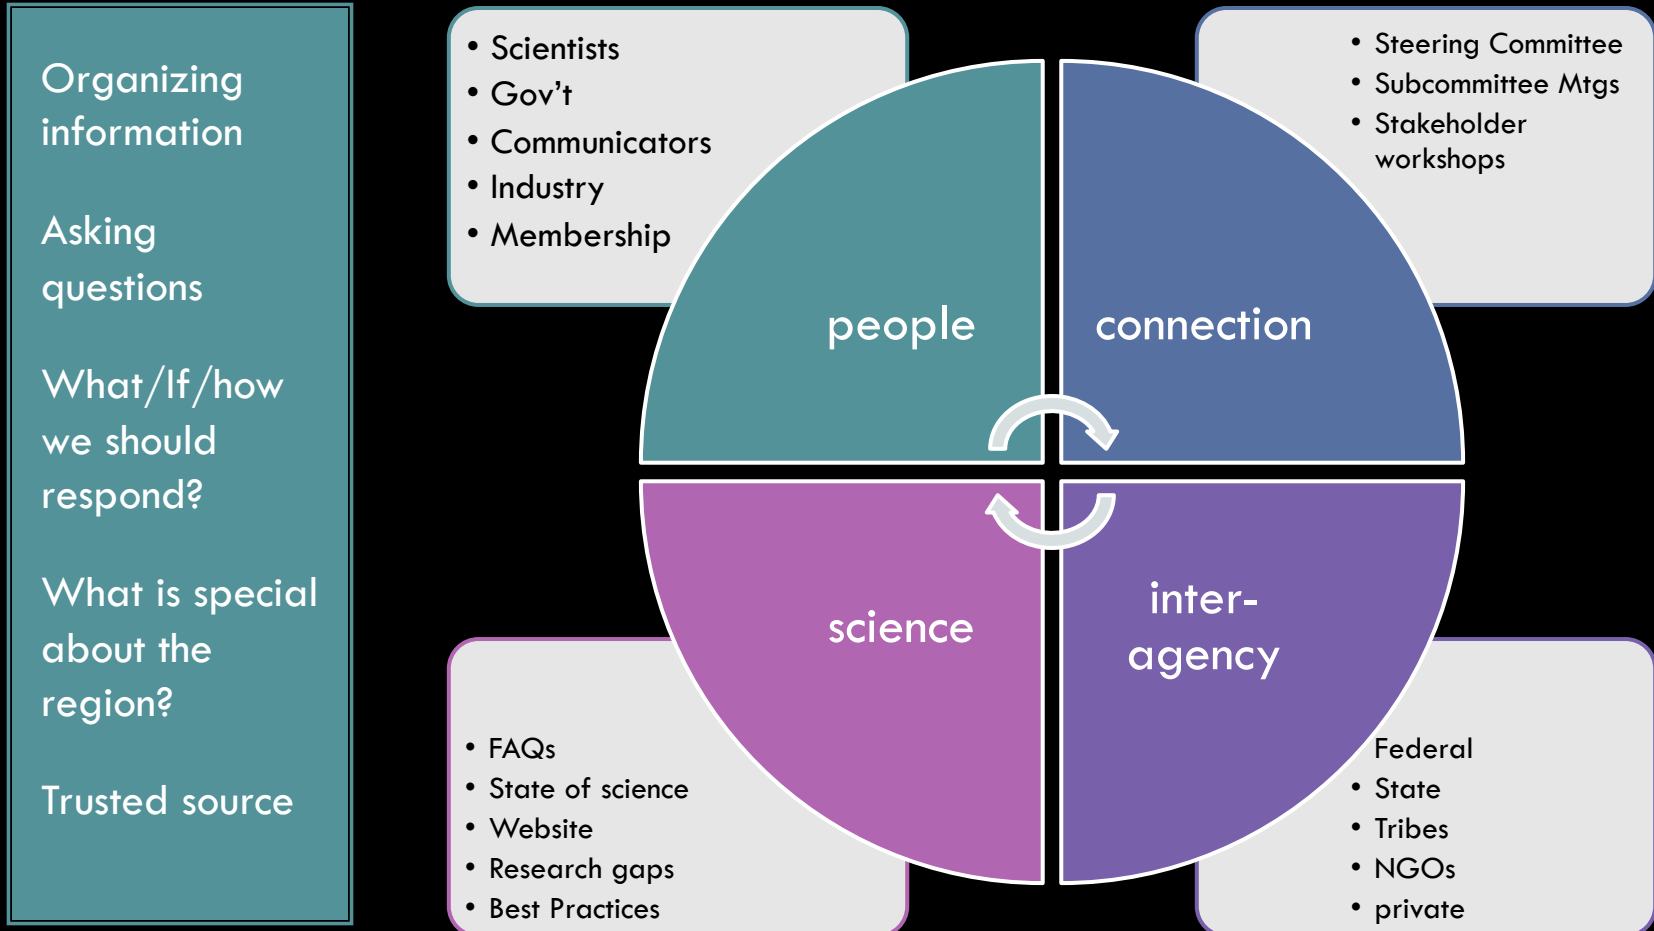 Organizing
information
Asking
questions
What/If/how
we should
respond?
What is special
about the
region?
Trusted source
• Scientists
• Gov’t
• Communicators
• Industry
• Membership
people
• Steering Committee
• Subcommittee Mtgs
• Stakeholder
workshops
connection
science
• FAQs
• State of science
• Website
• Research gaps
• Best Practices
inter-
agency
Federal
• State
• Tribes
• NGOs
• private